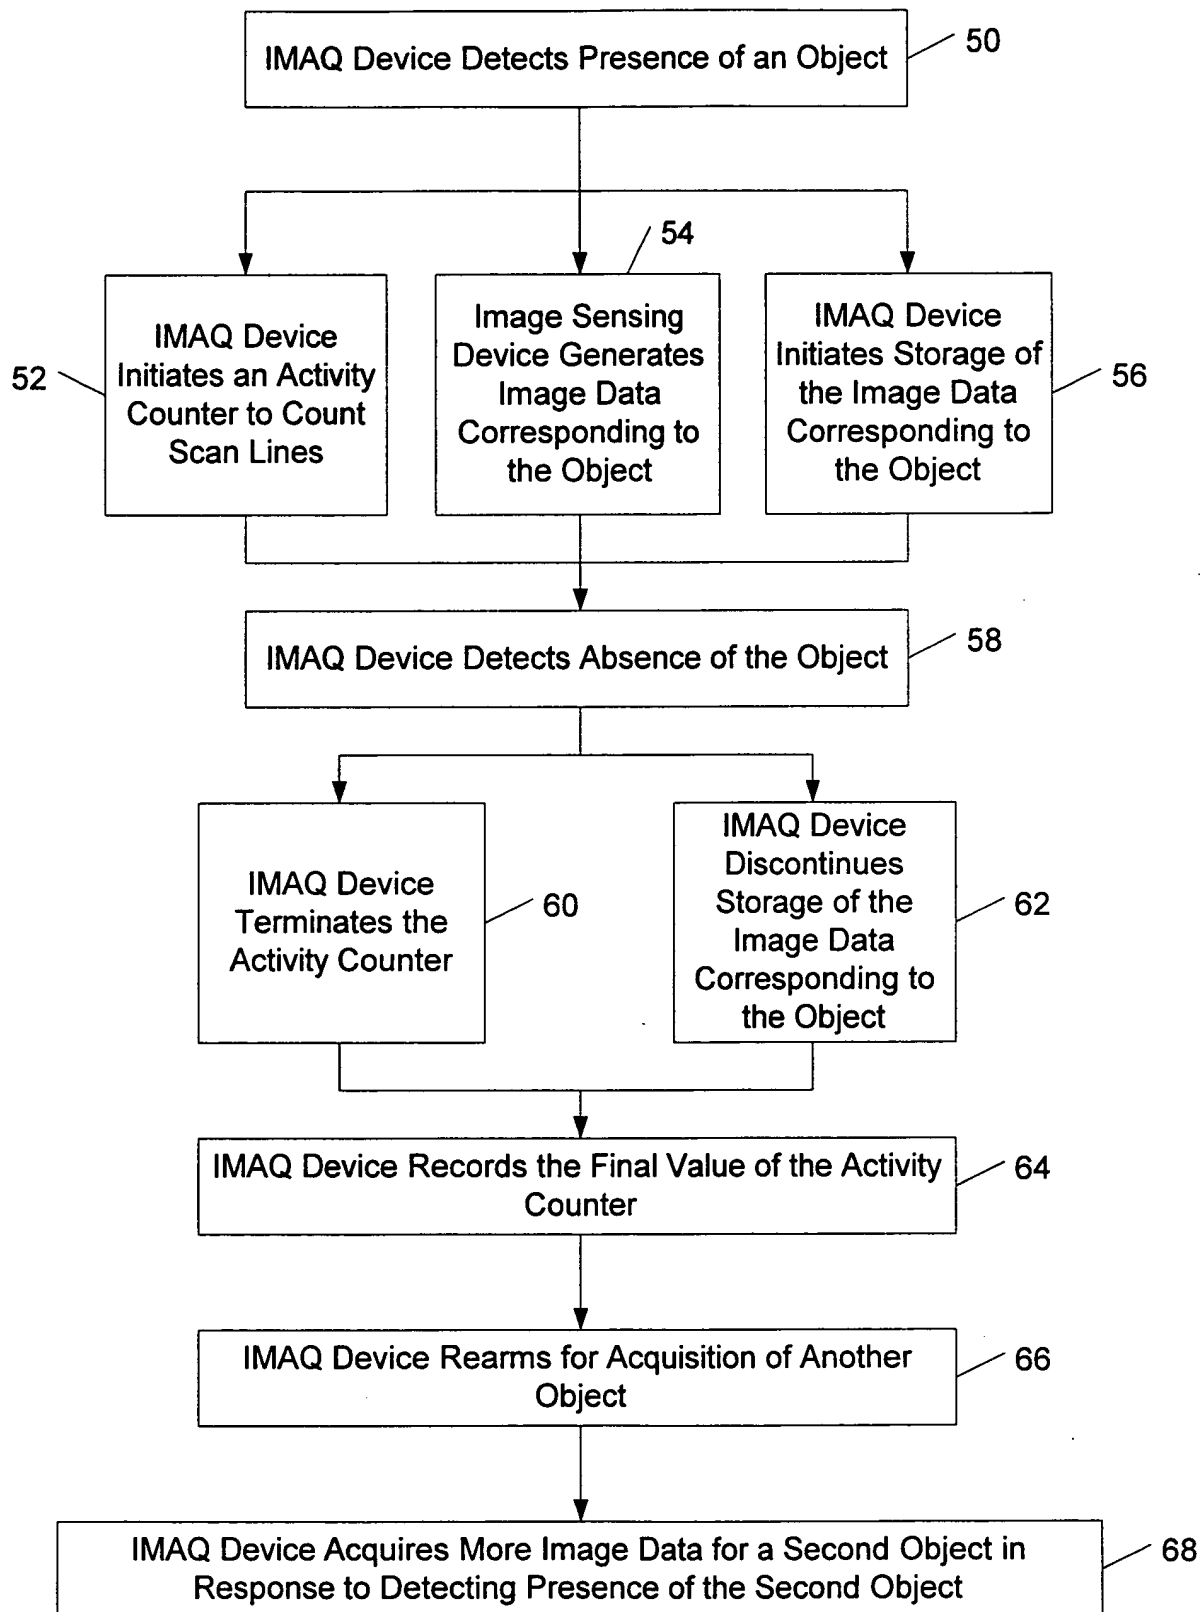 IMAQ Device Detects Presence of an Object
50
54
52
IMAQ Device
Initiates an Activity
Counter to Count
Scan Lines
Image Sensing
Device Generates
Image Data
Corresponding to
the Object
IMAQ Device
Initiates Storage of
the Image Data
Corresponding to
the Object
56
IMAQ Device Detects Absence of the Object
58
IMAQ Device
Terminates the
Activity Counter
60
IMAQ Device
Discontinues
Storage of the
Image Data
Corresponding to
the Object
62
IMAQ Device Records the Final Value of the Activity
Counter
64
IMAQ Device Rearms for Acquisition of Another
Object
66
IMAQ Device Acquires More Image Data for a Second Object in
Response to Detecting Presence of the Second Object
68